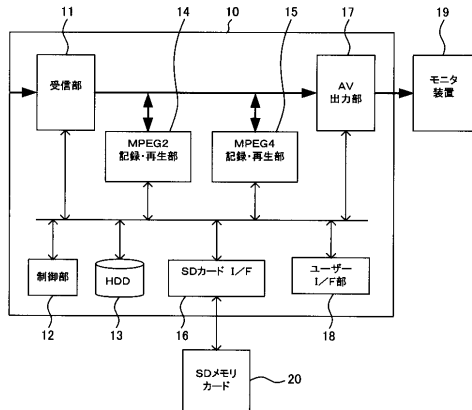 11
14
10
15
17
19
受信部
AV
出力部
モニタ
装置
MPEG2
記録・再生部
MPEG4
記録・再生部
制御部
HDD
SDカード I/F
ユーザー
I/F部
12
13
16
18
SDメモリ
カード
20